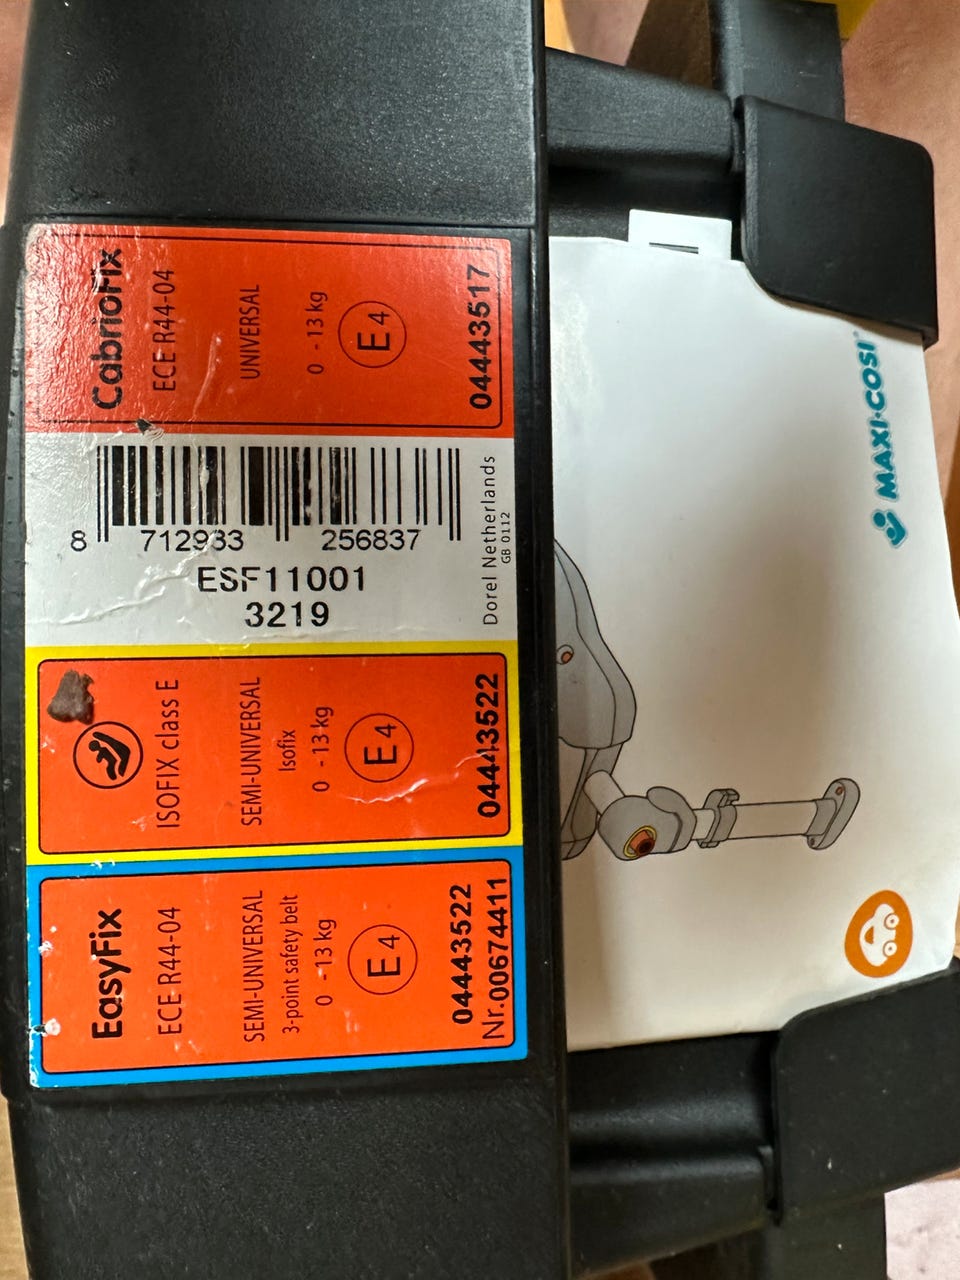 CabrioFix
ECE R44-04
UNIVERSAL
0 - 13 kg
E4
04443517
8 712933 256837
ESF11001
3219
Dorel Netherlands
GB 0112
ISOFIX class E
SEMI-UNIVERSAL
Isofix
0 - 13 kg
E4
04443522
EasyFix
ECE R44-04
SEMI-UNIVERSAL
3-point safety belt
0 - 13 kg
E4
04443522
Nr.00674411
MAXI·COSI